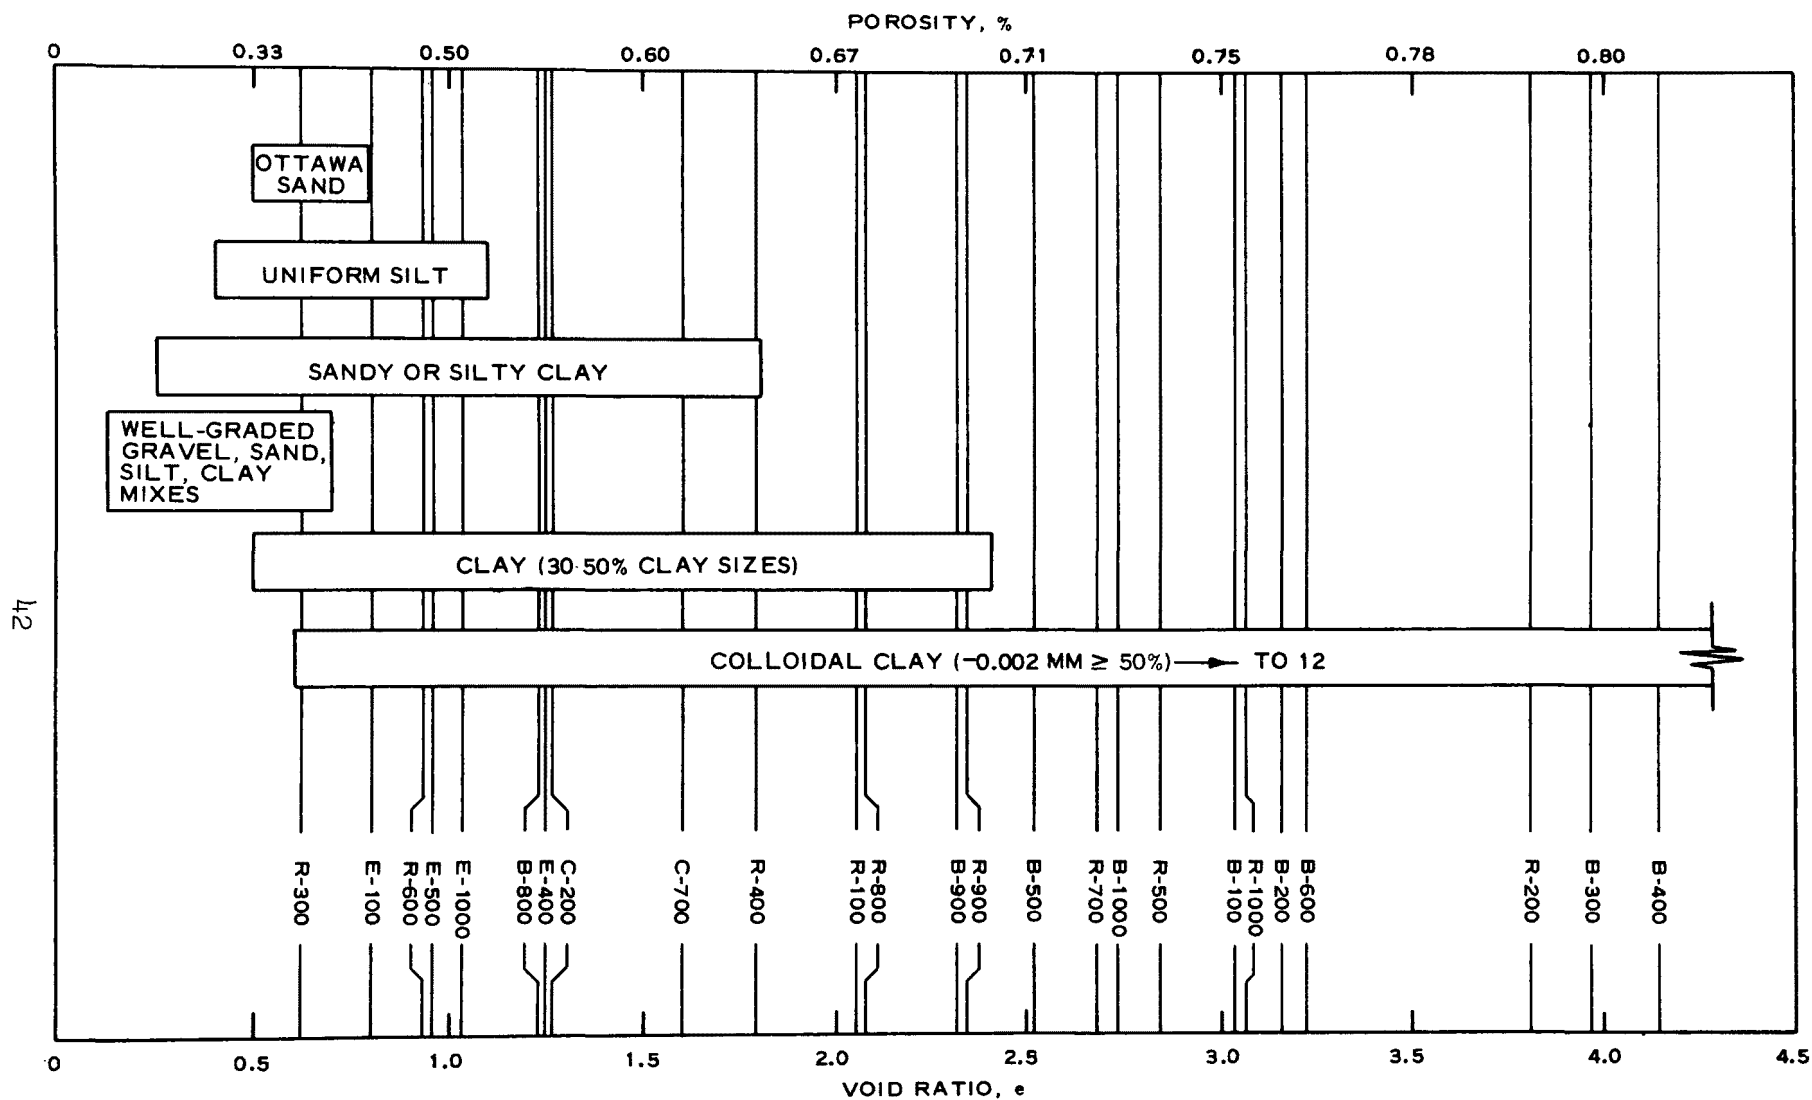 POROSITY, %
0 0.33 0.50 0.60 0.67 0.71 0.75 0.78 0.80
OTTAWA
SAND
UNIFORM SILT
SANDY OR SILTY CLAY
WELL-GRADED
GRAVEL, SAND,
SILT, CLAY
MIXES
CLAY (30-50% CLAY SIZES)
COLLOIDAL CLAY (-0.002 MM ≥ 50%) TO 12
R-300
E-100
R-600
E-500
E-1000
B-800
E-400
C-200
C-700
R-400
R-100
R-800
B-900
R-900
B-500
R-700
B-1000
R-500
B-100
R-1000
B-200
B-600
R-200
B-300
B-400
0 0.5 1.0 1.5 2.0 2.5 3.0 3.5 4.0 4.5
VOID RATIO, e
42